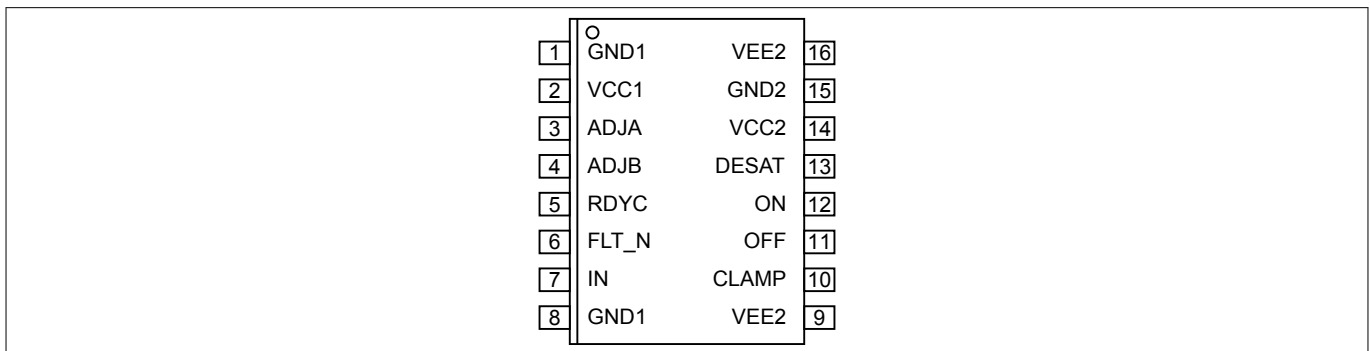 1 GND1 VEE2 16
2 VCC1 GND2 15
3 ADJA VCC2 14
4 ADJB DESAT 13
5 RDYC ON 12
6 FLT_N OFF 11
7 IN CLAMP 10
8 GND1 VEE2 9